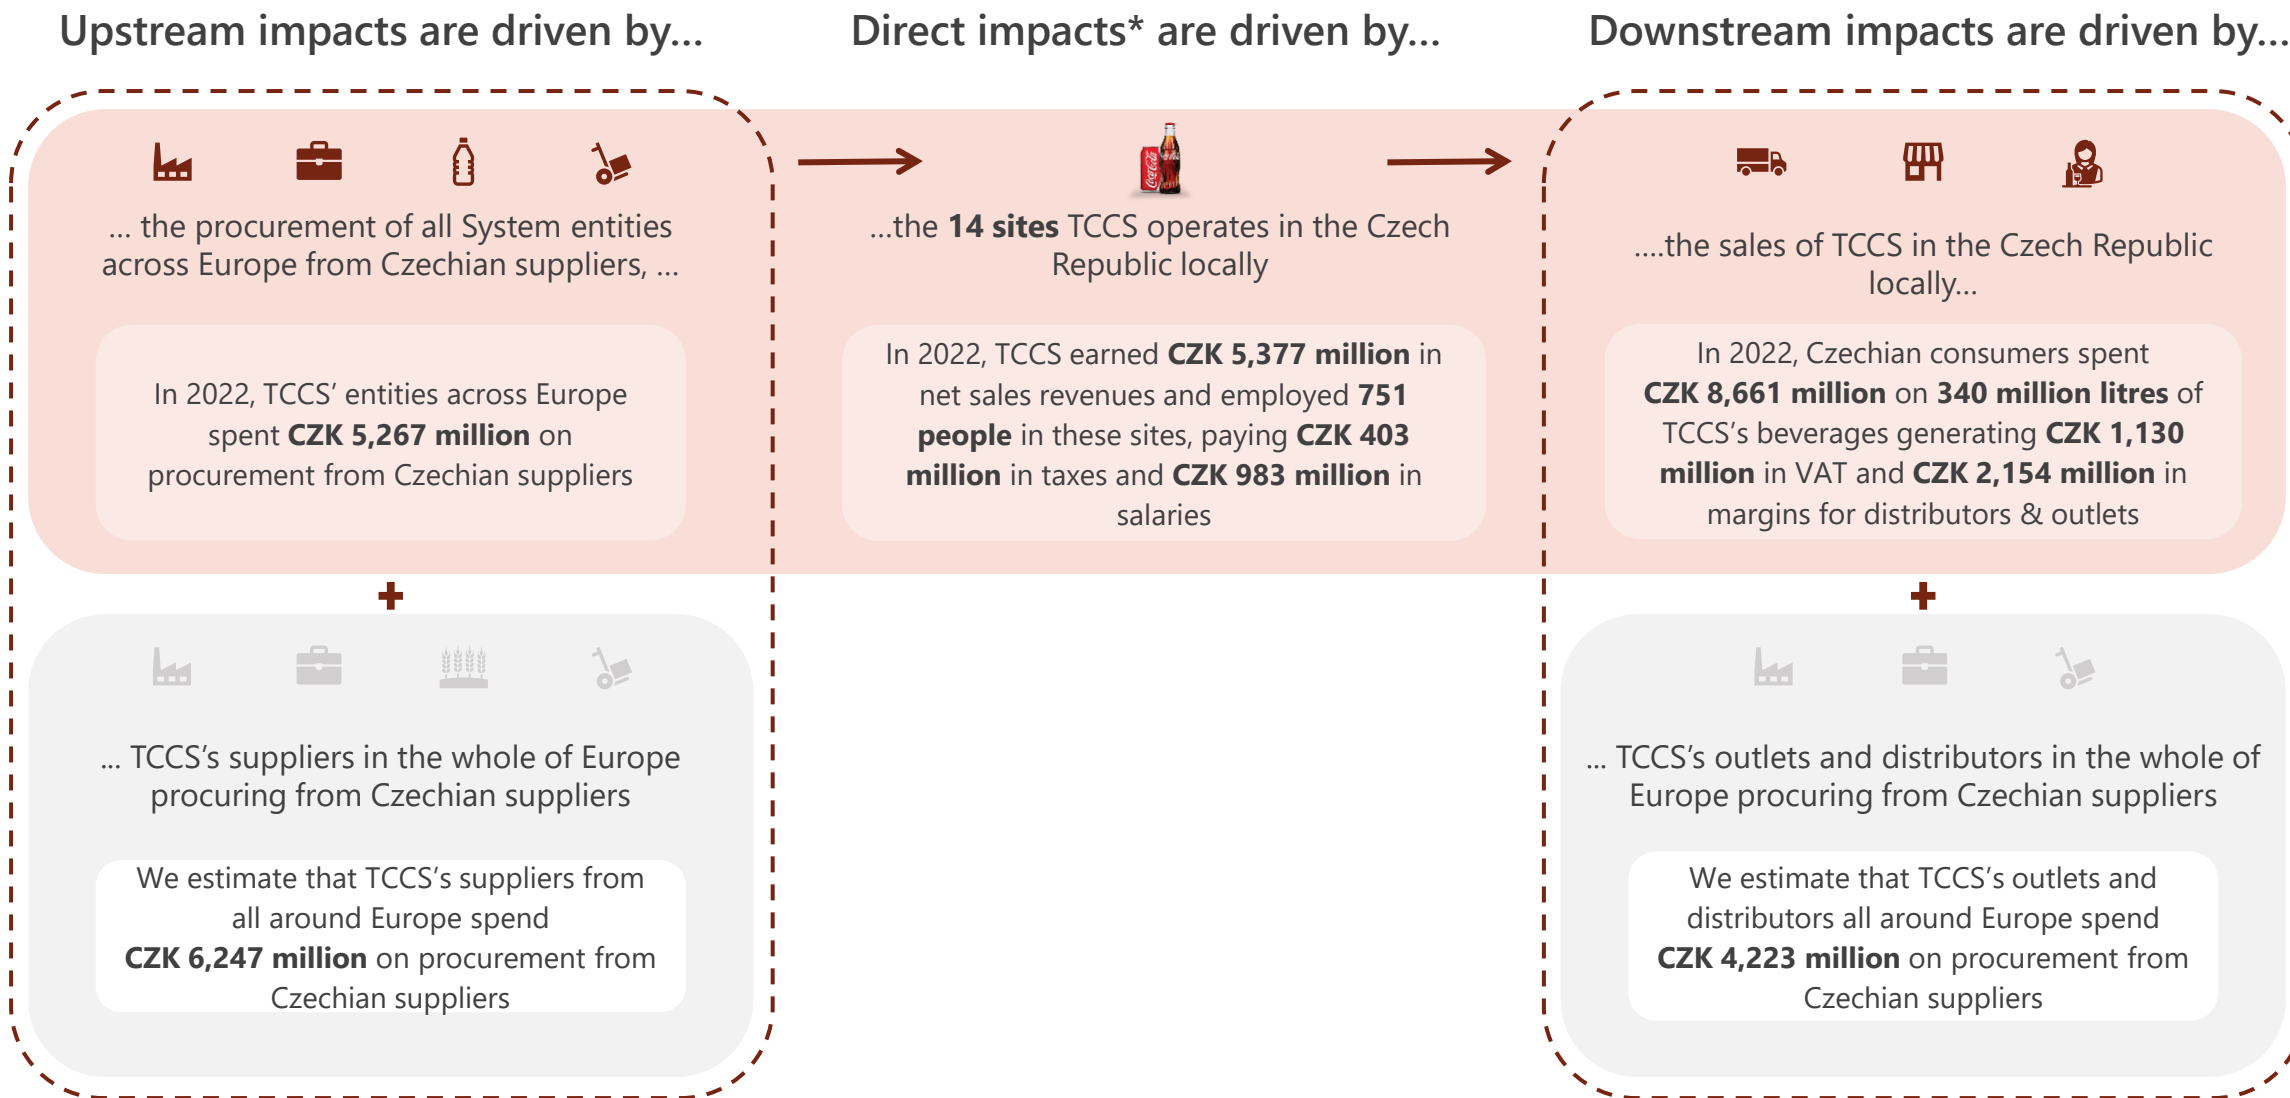 Upstream impacts are driven by...
... the procurement of all System entities
across Europe from Czechian suppliers, ...
In 2022, TCCS’ entities across Europe
spent CZK 5,267 million on
procurement from Czechian suppliers
... TCCS’s suppliers in the whole of Europe
procuring from Czechian suppliers
We estimate that TCCS’s suppliers from
all around Europe spend
CZK 6,247 million on procurement from
Czechian suppliers
Direct impacts* are driven by...
...the 14 sites TCCS operates in the Czech
Republic locally
In 2022, TCCS earned CZK 5,377 million in
net sales revenues and employed 751
people in these sites, paying CZK 403
million in taxes and CZK 983 million in
salaries
Coca-Cola
Downstream impacts are driven by...
....the sales of TCCS in the Czech Republic
locally...
In 2022, Czechian consumers spent
CZK 8,661 million on 340 million litres of
TCCS’s beverages generating CZK 1,130
million in VAT and CZK 2,154 million in
margins for distributors & outlets
... TCCS’s outlets and distributors in the whole of
Europe procuring from Czechian suppliers
We estimate that TCCS’s outlets and
distributors all around Europe spend
CZK 4,223 million on procurement from
Czechian suppliers